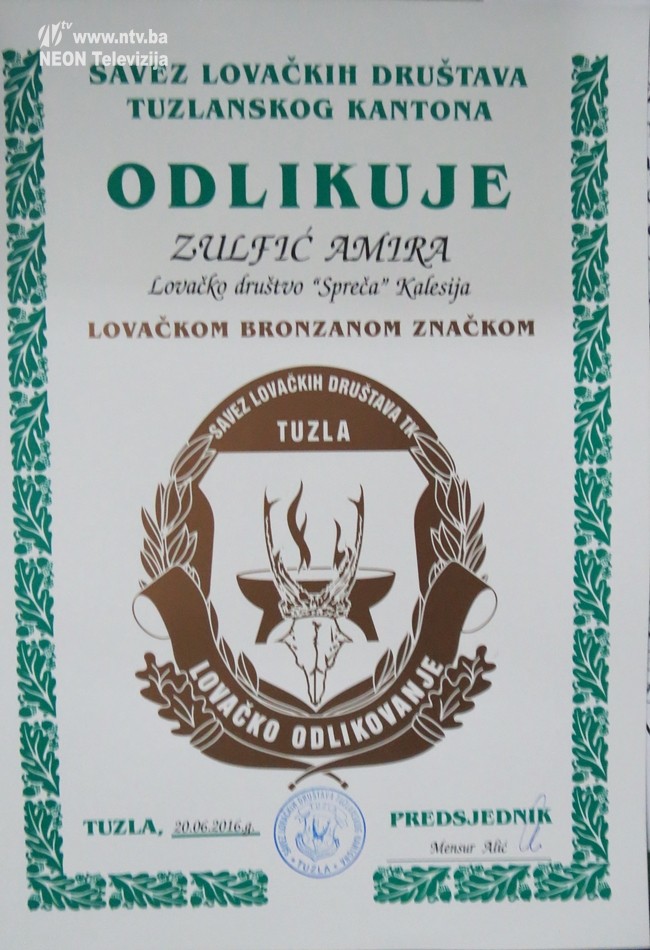 www.ntv.ba
NEON Televizija
SAVEZ LOVAČKIH DRUŠTAVA
TUZLANSKOG KANTONA
ODLIKUJE
ZULFIĆ AMIRA
Lovačko društvo "Spreča" Kalesija
LOVAČKOM BRONZANOM ZNAČKOM
SAVEZ LOVAČKIH DRUŠTAVA TK
TUZLA
LOVAČKO ODLIKOVANJE
TUZLA, 20.06.2016.g.
PREDSJEDNIK
Mensur Alić
TUZLA